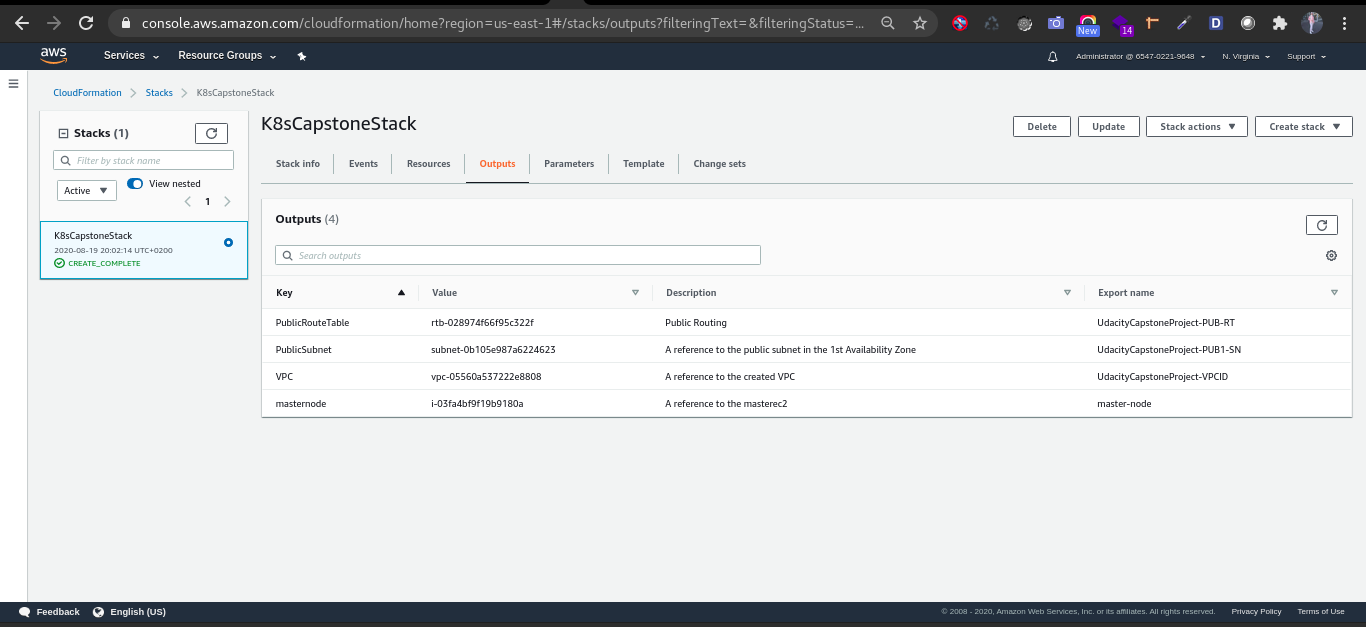 console.aws.amazon.com/cloudformation/home?region=us-east-1#/stacks/outputs?filteringText=&filteringStatus=...
New
14
D
aws
Services
Resource Groups
Administrator @ 6547-0221-9648
N. Virginia
Support
CloudFormation
Stacks
K8sCapstoneStack
Stacks (1)
Filter by stack name
Active
View nested
1
K8sCapstoneStack
2020-08-19 20:02:14 UTC+0200
CREATE_COMPLETE
K8sCapstoneStack
Delete
Update
Stack actions
Create stack
Stack info
Events
Resources
Outputs
Parameters
Template
Change sets
Outputs (4)
Search outputs
Key Value Description Export name
PublicRouteTable rtb-028974f66f95c322f Public Routing UdacityCapstoneProject-PUB-RT
PublicSubnet subnet-0b105e987a6224623 A reference to the public subnet in the 1st Availability Zone UdacityCapstoneProject-PUB1-SN
VPC vpc-05560a537222e8808 A reference to the created VPC UdacityCapstoneProject-VPCID
masternode i-03fa4bf9f19b9180a A reference to the masterec2 master-node
Feedback
English (US)
© 2008 - 2020, Amazon Web Services, Inc. or its affiliates. All rights reserved.
Privacy Policy
Terms of Use